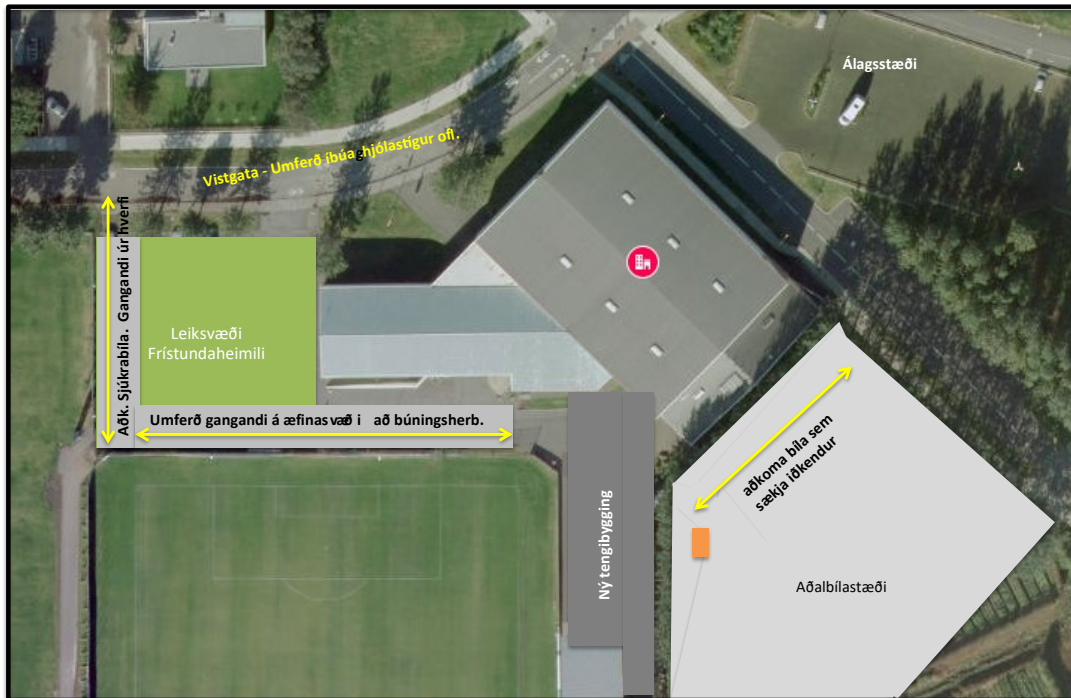 Álagsstæði
Vistgata - Umferð íbúa ghjólastígur ofl.
Aðk. Sjúkrabíla. Gangandi úr hverfi
Leiksvæði
Frístundaheimili
Umferð gangandi á æfinasvæði að búningsherb.
aðkoma bíla sem
sækja iðkendur
Ný tengibygging
Aðalbílastæði